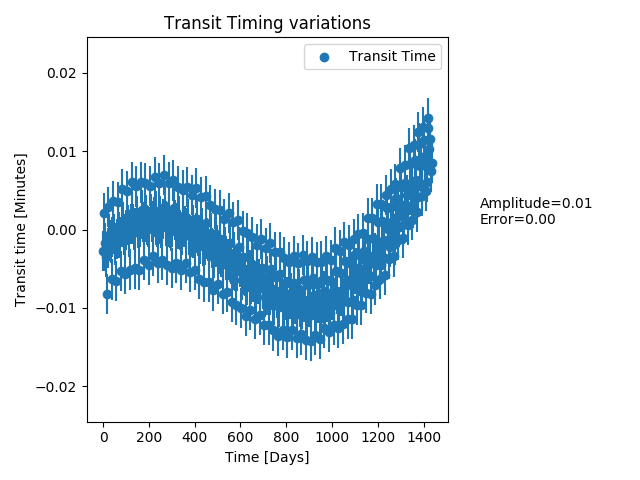 Transit Timing variations
Transit Time
0.02
0.01
0.00
−0.01
−0.02
Transit time [Minutes]
Amplitude=0.01
Error=0.00
0 200 400 600 800 1000 1200 1400
Time [Days]